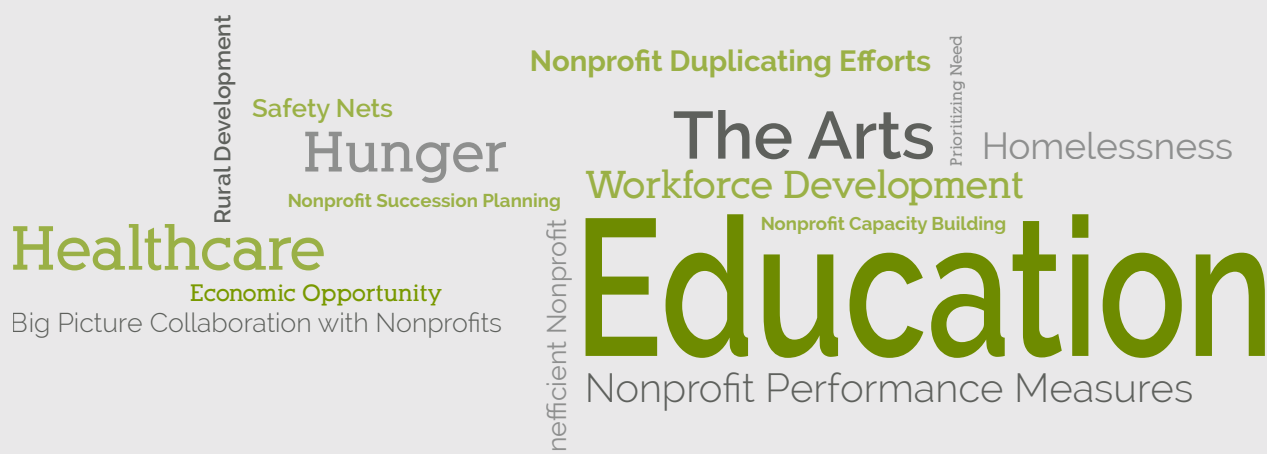 Rural Development
Nonprofit Duplicating Efforts
Prioritizing Need
Safety Nets
The Arts
Hunger
Homelessness
Workforce Development
Nonprofit Succession Planning
Nonprofit Capacity Building
Healthcare
Education
nefficient Nonprofit
Economic Opportunity
Big Picture Collaboration with Nonprofits
Nonprofit Performance Measures